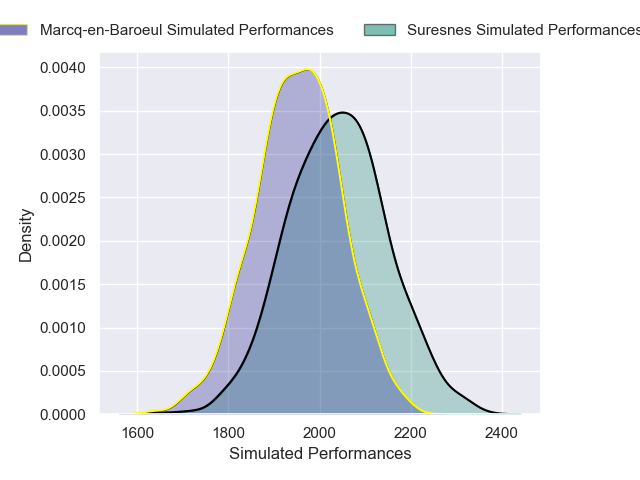 Marcq-en-Baroeul Simulated Performances Suresnes Simulated Performances
0.0040
0.0035
0.0030
0.0025
0.0020
0.0015
0.0010
0.0005
0.0000
Density
1600 1800 2000 2200 2400
Simulated Performances